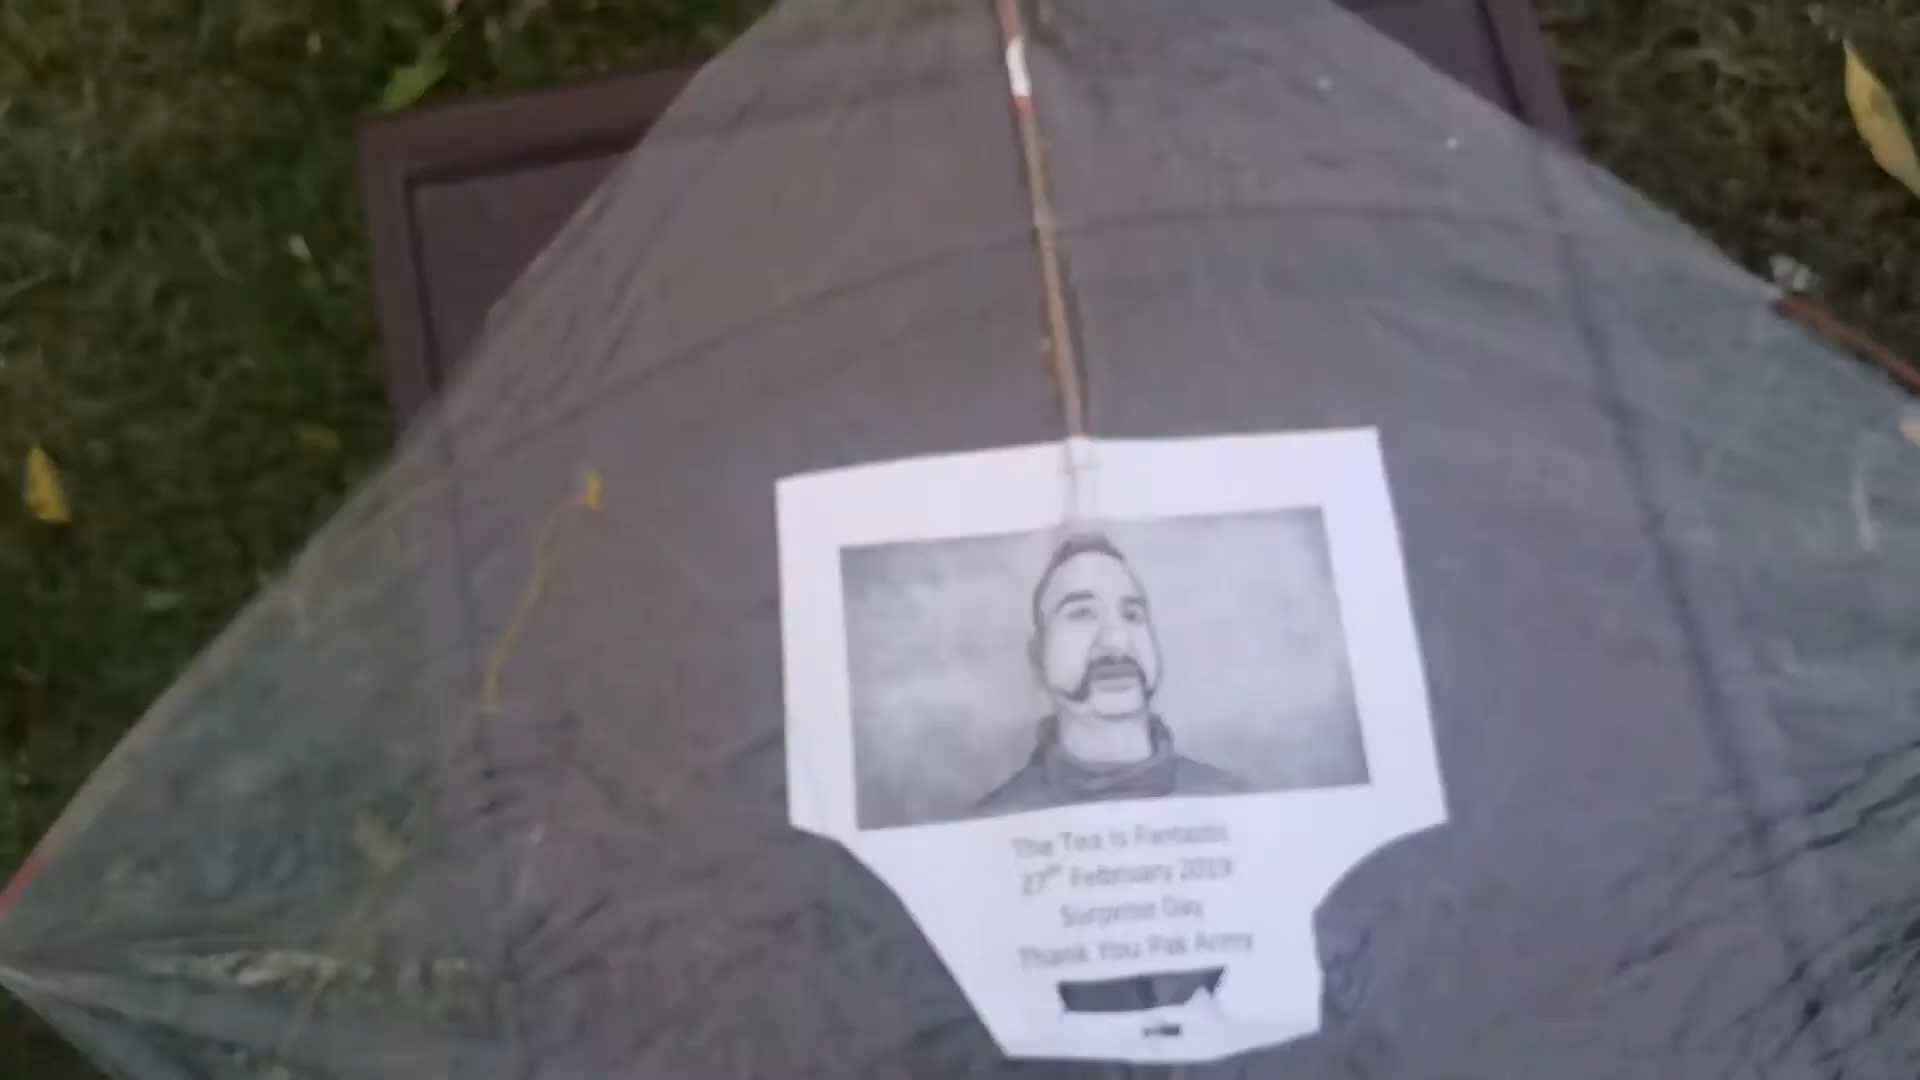 The Tea Is Fantastic
27th February 2019
Surprise Day
Thank You Pak Army